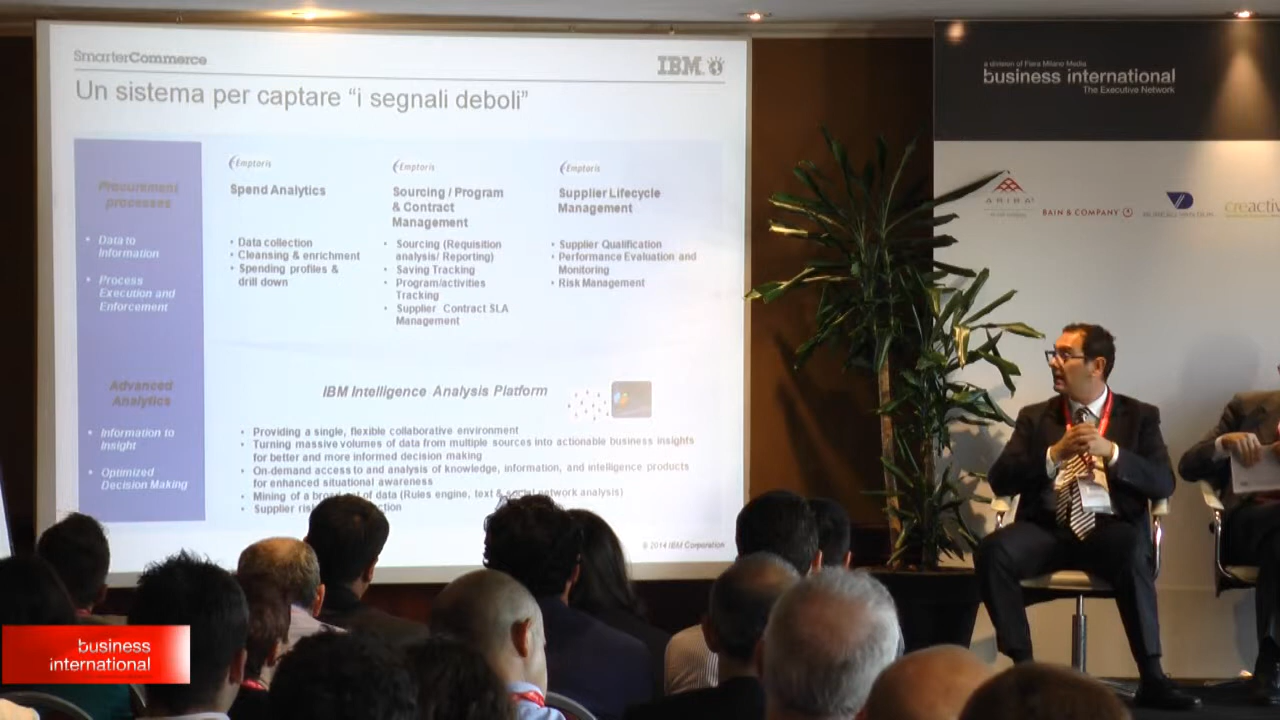 SmarterCommerce
IBM
Un sistema per captare “i segnali deboli”
Procurement
processes
• Data to
Information
• Process
Execution and
Enforcement
Emptoris
Spend Analytics
• Data collection
• Cleansing & enrichment
• Spending profiles &
drill down
Emptoris
Sourcing / Program
& Contract
Management
• Sourcing (Requisition
analysis/ Reporting)
• Saving Tracking
• Program/activities
Tracking
• Supplier Contract SLA
Management
Emptoris
Supplier Lifecycle
Management
• Supplier Qualification
• Performance Evaluation and
Monitoring
• Risk Management
Advanced
Analytics
• Information to
Insight
• Optimized
Decision Making
IBM Intelligence Analysis Platform
• Providing a single, flexible collaborative environment
• Turning massive volumes of data from multiple sources into actionable business insights
for better and more informed decision making
• On-demand access to and analysis of knowledge, information, and intelligence products
for enhanced situational awareness
• Mining of a broad set of data (Rules engine, text & social network analysis)
• Supplier
© 2014 IBM Corporation
a division of Fiera Milano Media
business international
The Executive Network
ARIBA
BAIN & COMPANY
BUREAU VERITAS
creactiv
business
international